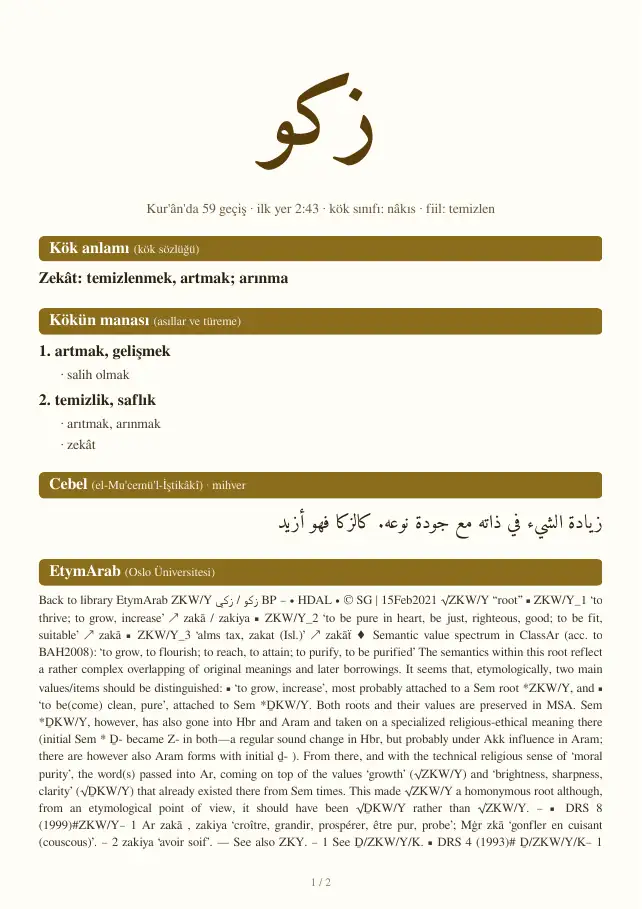 زكو
Kur'ân'da 59 geçiş · ilk yer 2:43 · kök sınıfı: nâkıs · fiil: temizlen
Kök anlamı (kök sözlüğü)
Zekât: temizlenmek, artmak; arınma
Kökün manası (asıllar ve türeme)
1. artmak, gelişmek
· salih olmak
2. temizlik, saflık
· arıtmak, arınmak
· zekât
Cebel (el-Mu'cemü'l-İştikâkî) · mihver
زيادة الشيء في ذاته مع جودة نوعه. كالزكا فهو أزيد
EtymArab (Oslo Üniversitesi)
Back to library EtymArab ZKW/Y زكو / زكي BP – • HDAL • © SG | 15Feb2021 √ZKW/Y “root” ▪ ZKW/Y_1 ‘to
thrive; to grow, increase’ ↗ zakā / zakiya ▪ ZKW/Y_2 ‘to be pure in heart, be just, righteous, good; to be fit,
suitable’ ↗ zakā ▪ ZKW/Y_3 ‘alms tax, zakat (Isl.)’ ↗ zakāẗ ♦ Semantic value spectrum in ClassAr (acc. to
BAH2008): ‘to grow, to flourish; to reach, to attain; to purify, to be purified’ The semantics within this root reflect
a rather complex overlapping of original meanings and later borrowings. It seems that, etymologically, two main
values/items should be distinguished: ▪ ‘to grow, increase’, most probably attached to a Sem root *ZKW/Y, and ▪
‘to be(come) clean, pure’, attached to Sem *ḎKW/Y. Both roots and their values are preserved in MSA. Sem
*ḎKW/Y, however, has also gone into Hbr and Aram and taken on a specialized religious-ethical meaning there
(initial Sem * Ḏ- became Z- in both—a regular sound change in Hbr, but probably under Akk influence in Aram;
there are however also Aram forms with initial ḏ- ). From there, and with the technical religious sense of ‘moral
purity’, the word(s) passed into Ar, coming on top of the values ‘growth’ (√ZKW/Y) and ‘brightness, sharpness,
clarity’ (√ḎKW/Y) that already existed there from Sem times. This made √ZKW/Y a homonymous root although,
from an etymological point of view, it should have been √ḎKW/Y rather than √ZKW/Y. – ▪ DRS 8
(1999)#ZKW/Y– 1 Ar zakā , zakiya ‘croître, grandir, prospérer, être pur, probe’; Mġr zkā ‘gonfler en cuisant
(couscous)’. – 2 zakiya ‘avoir soif’. — See also ZKY. – 1 See Ḏ/ZKW/Y/K. ▪ DRS 4 (1993)# Ḏ/ZKW/Y/K– 1
1 / 2